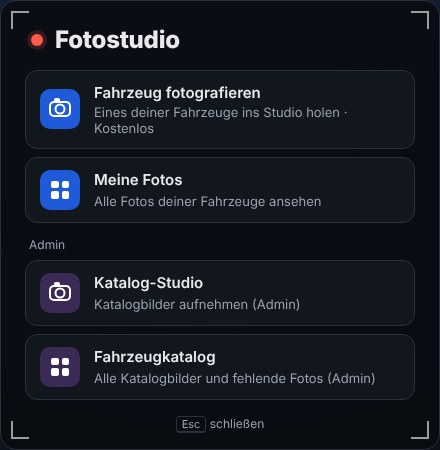 Fotostudio
Fahrzeug fotografieren
Eines deiner Fahrzeuge ins Studio holen ·
Kostenlos
Meine Fotos
Alle Fotos deiner Fahrzeuge ansehen
Admin
Katalog-Studio
Katalogbilder aufnehmen (Admin)
Fahrzeugkatalog
Alle Katalogbilder und fehlende Fotos (Admin)
Esc schließen